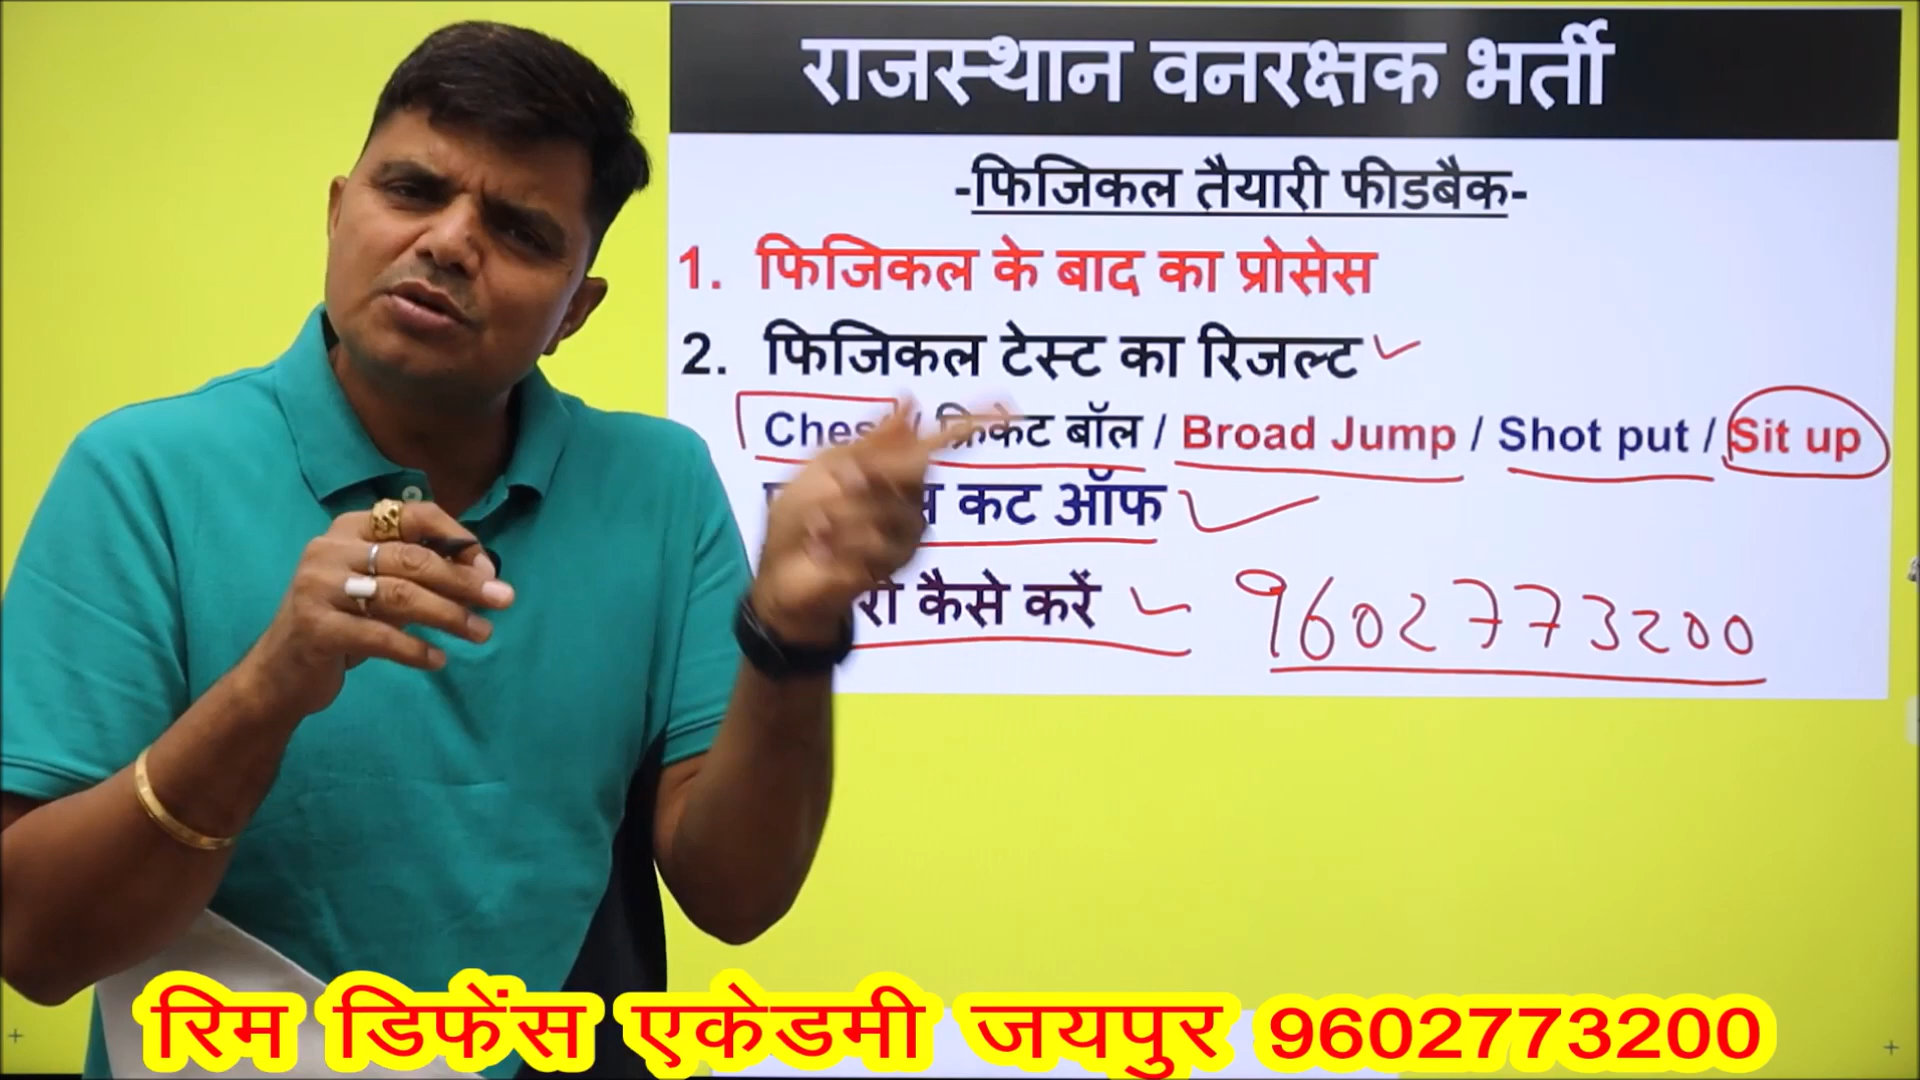 राजस्थान वनरक्षक भर्ती
-फिजिकल तैयारी फीडबैक-
1. फिजिकल के बाद का प्रोसेस
2. फिजिकल टेस्ट का रिजल्ट
/ क्रिकेट बॉल / Broad Jump / Shot put / Sit up
कट ऑफ
कैसे करें 9602773200
रिम डिफेंस एकेडमी जयपुर 9602773200